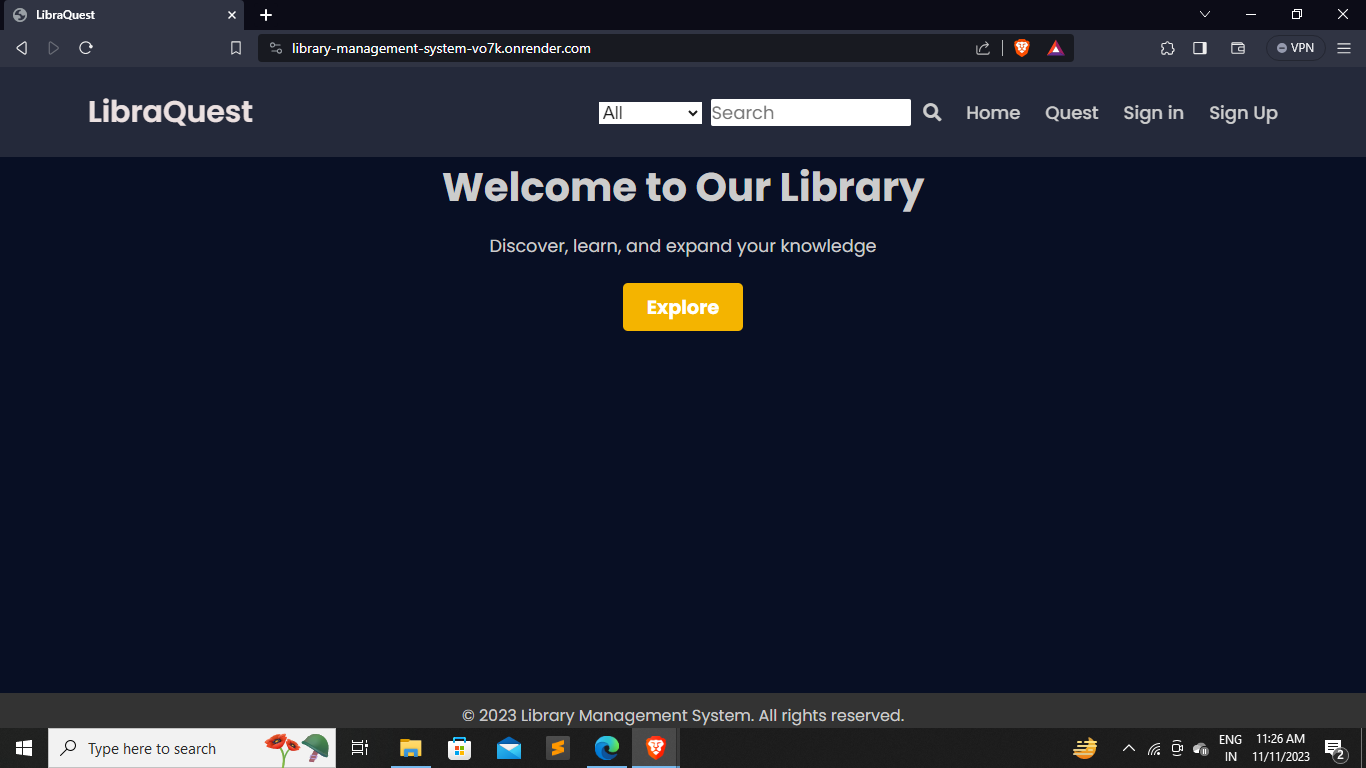 LibraQuest
library-management-system-vo7k.onrender.com
VPN
LibraQuest
All
Search
Home
Quest
Sign in
Sign Up
Welcome to Our Library
Discover, learn, and expand your knowledge
Explore
© 2023 Library Management System. All rights reserved.
Type here to search
ENG
IN
11:26 AM
11/11/2023
2